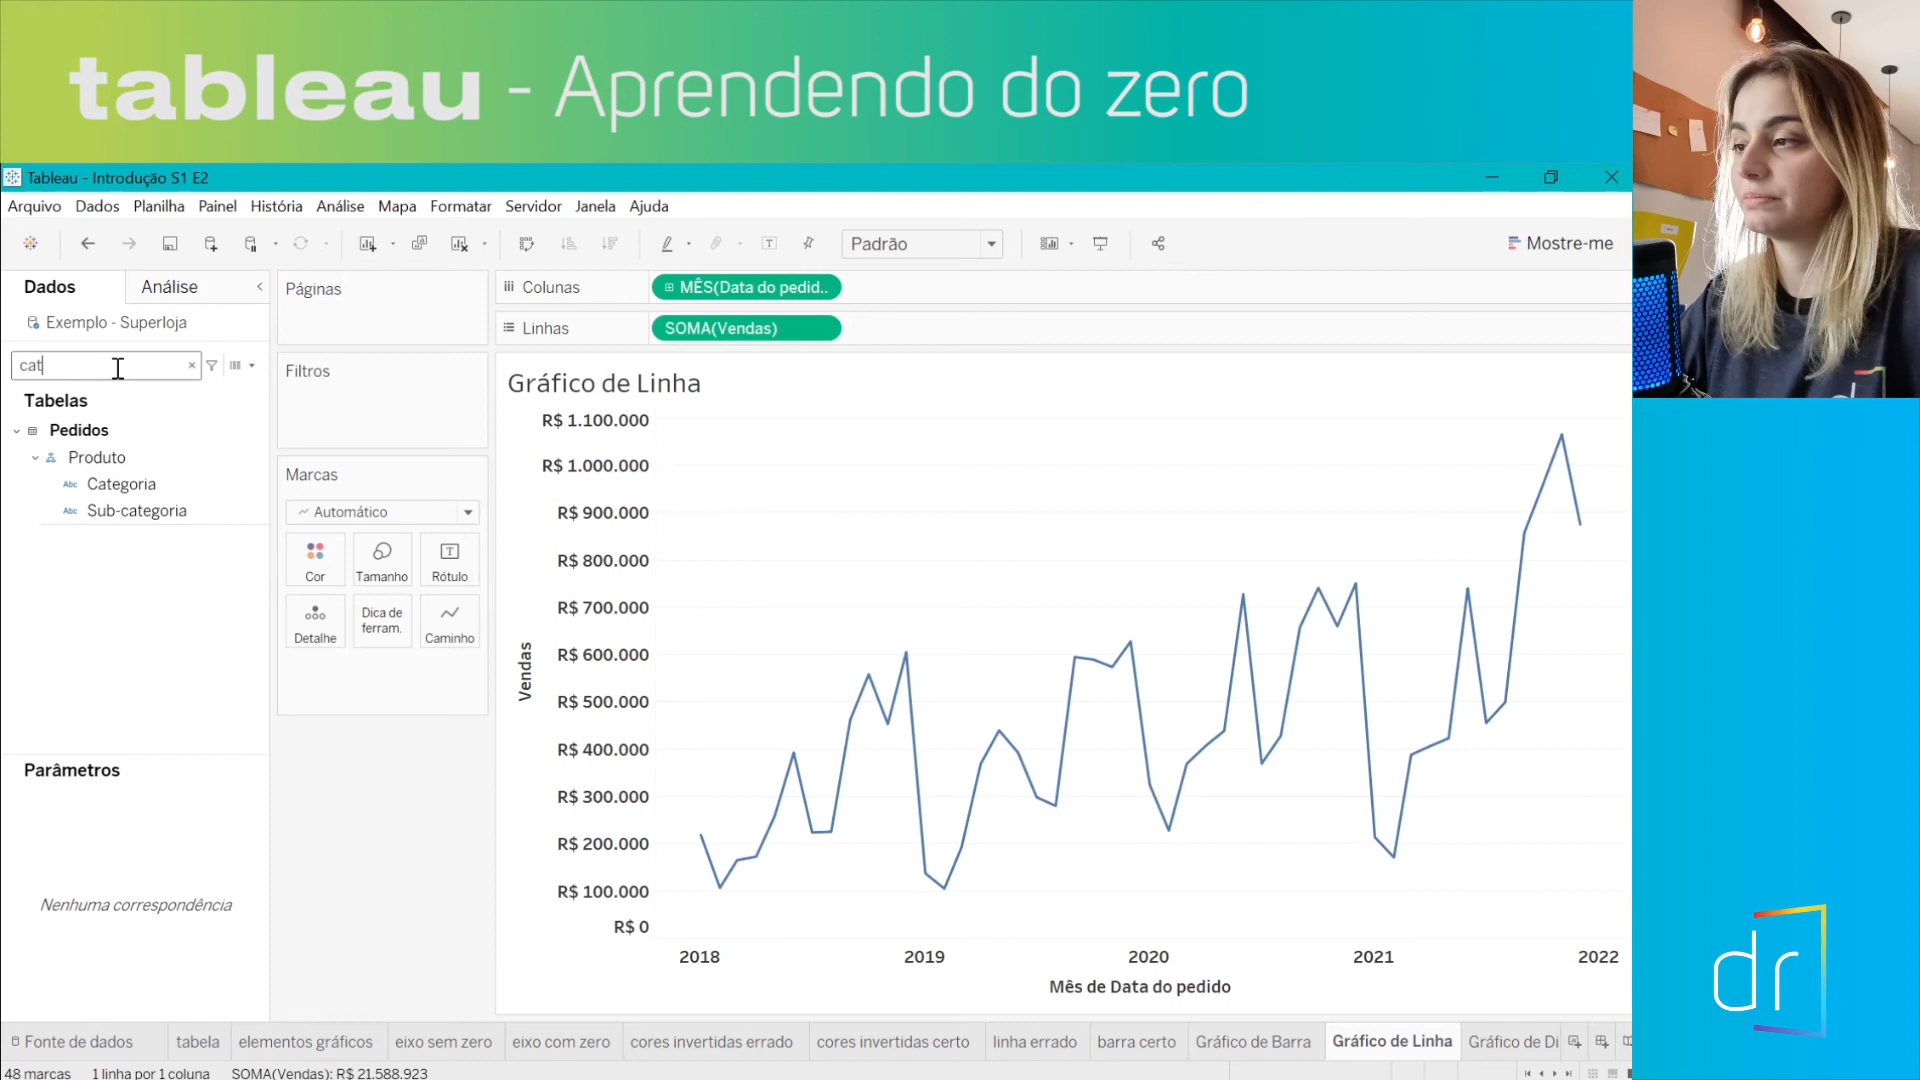 tableau - Aprendendo do zero
Tableau - Introdução S1 E2
Arquivo Dados Planilha Painel História Análise Mapa Formatar Servidor Janela Ajuda
Padrão
Mostre-me
Dados
Análise
Exemplo - Superloja
cat
Tabelas
Pedidos
Produto
Abc Categoria
Abc Sub-categoria
Parâmetros
Nenhuma correspondência
Páginas
Filtros
Marcas
Automático
Cor
Tamanho
Rótulo
Detalhe
Dica de
ferram.
Caminho
Colunas
MÊS(Data do pedid..
Linhas
SOMA(Vendas)
Gráfico de Linha
R$ 1.100.000
R$ 1.000.000
R$ 900.000
R$ 800.000
R$ 700.000
R$ 600.000
R$ 500.000
R$ 400.000
R$ 300.000
R$ 200.000
R$ 100.000
R$ 0
Vendas
2018 2019 2020 2021 2022
Mês de Data do pedido
Fonte de dados tabela elementos gráficos eixo sem zero eixo com zero cores invertidas errado cores invertidas certo linha errado barra certo Gráfico de Barra Gráfico de Linha Gráfico de Di
48 marcas 1 linha por 1 coluna SOMA(Vendas): R$ 21.588.923
dr